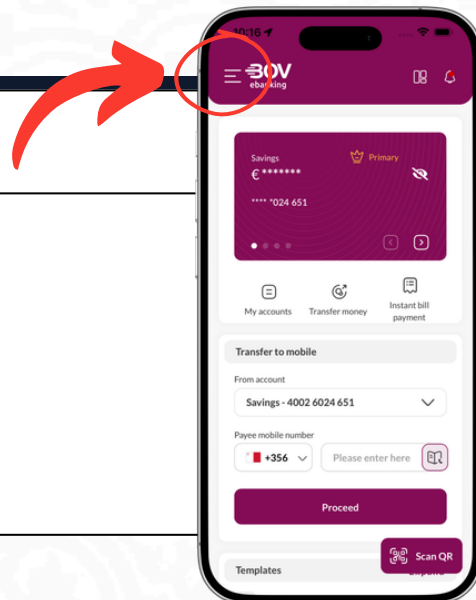 10:16
BOV
ebanking
Savings
Primary
€ *******
**** *024 651
My accounts
Transfer money
Instant bill
payment
Transfer to mobile
From account
Savings - 4002 6024 651
Payee mobile number
+356
Please enter here
Proceed
Scan QR
Templates